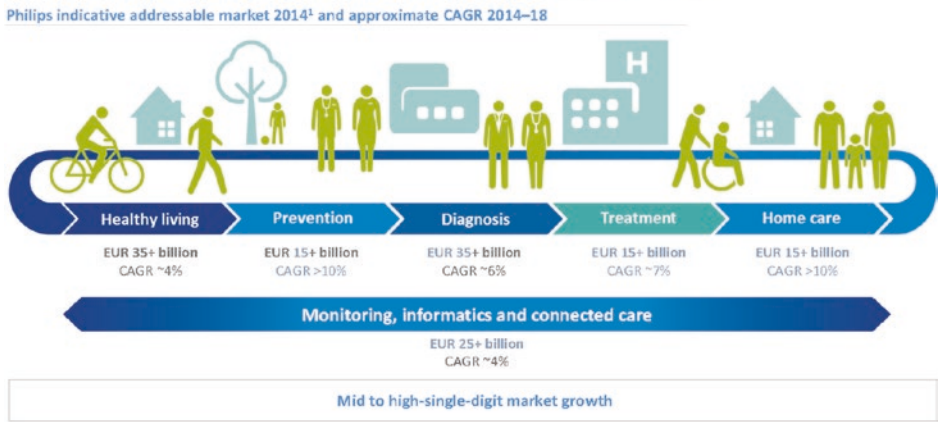 Philips indicative addressable market 2014¹ and approximate CAGR 2014–18
H
Healthy living
Prevention
Diagnosis
Treatment
Home care
EUR 35+ billion
EUR 15+ billion
EUR 35+ billion
EUR 15+ billion
EUR 15+ billion
CAGR ~4%
CAGR >10%
CAGR ~6%
CAGR ~7%
CAGR >10%
Monitoring, informatics and connected care
EUR 25+ billion
CAGR ~4%
Mid to high-single-digit market growth